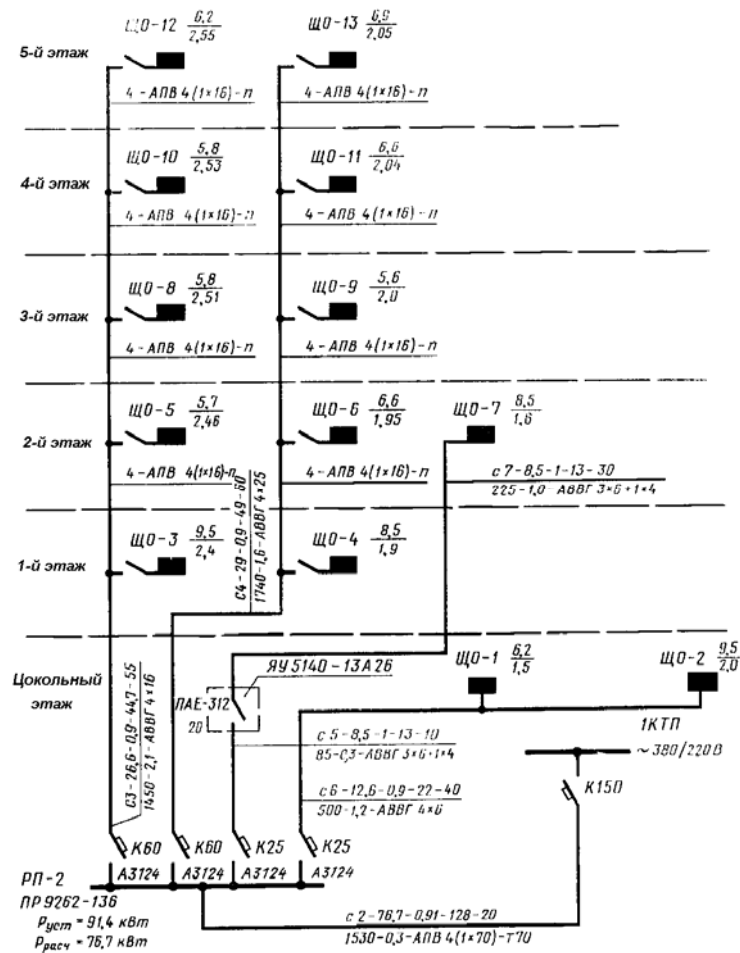 ЩО-12 6,2
2,55
ЩО-13 6,9
2,05
5-й этаж
4-АПВ 4(1×16)-п
4-АПВ 4(1×16)-п
ЩО-10 5,8
2,53
ЩО-11 6,6
2,04
4-й этаж
4-АПВ 4(1×16)-п
4-АПВ 4(1×16)-п
ЩО-8 5,8
2,51
ЩО-9 5,6
2,0
3-й этаж
4-АПВ 4(1×16)-п
4-АПВ 4(1×16)-п
ЩО-5 5,7
2,46
ЩО-6 6,6
1,95
ЩО-7 8,5
1,6
2-й этаж
4-АПВ 4(1×16)-п
4-АПВ 4(1×16)-п
с 7-8,5-1-13-30
225-1,0-АВВГ 3×6+1×4
С4-29-0,9-49-60
1740-1,6-АВВГ 4×25
ЩО-3 9,5
2,4
ЩО-4 8,5
1,9
1-й этаж
Цокольный
этаж
ЯУ 5140-13А26
ПАЕ-312
20
ЩО-1 6,2
1,5
ЩО-2 9,5
2,0
С3-26,6-0,9-44,7-55
1450-2,1-АВВГ 4×16
с 5-8,5-1-13-10
85-0,3-АВВГ 3×6+1×4
1КТП
~380/220В
К150
с 6-12,6-0,9-22-40
500-1,2-АВВГ 4×6
К60
К60
К25
К25
А3124
А3124
А3124
А3124
РП-2
ПР 9262-136
Руст = 91,4 кВт
Ррасч = 76,7 кВт
с 2-76,7-0,91-128-20
1530-0,3-АПВ 4(1×70)-Т70